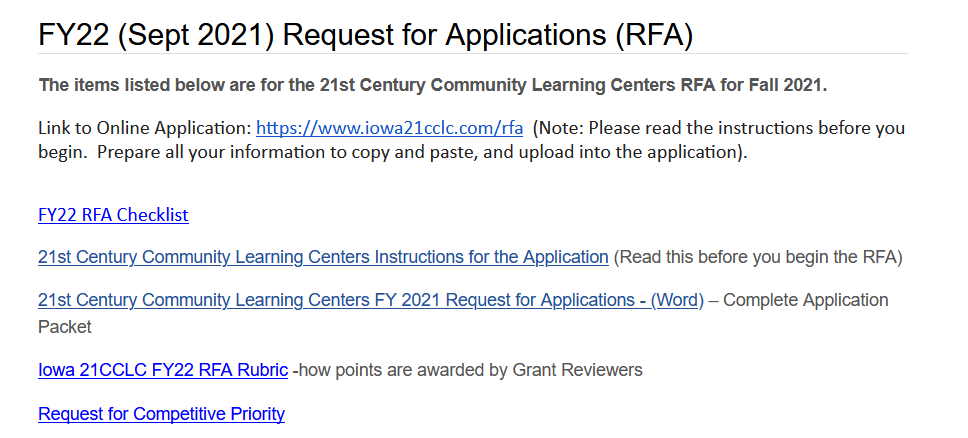 FY22 (Sept 2021) Request for Applications (RFA)
The items listed below are for the 21st Century Community Learning Centers RFA for Fall 2021.
Link to Online Application: https://www.iowa21cclc.com/rfa (Note: Please read the instructions before you
begin. Prepare all your information to copy and paste, and upload into the application).
FY22 RFA Checklist
21st Century Community Learning Centers Instructions for the Application (Read this before you begin the RFA)
21st Century Community Learning Centers FY 2021 Request for Applications - (Word) – Complete Application
Packet
Iowa 21CCLC FY22 RFA Rubric -how points are awarded by Grant Reviewers
Request for Competitive Priority